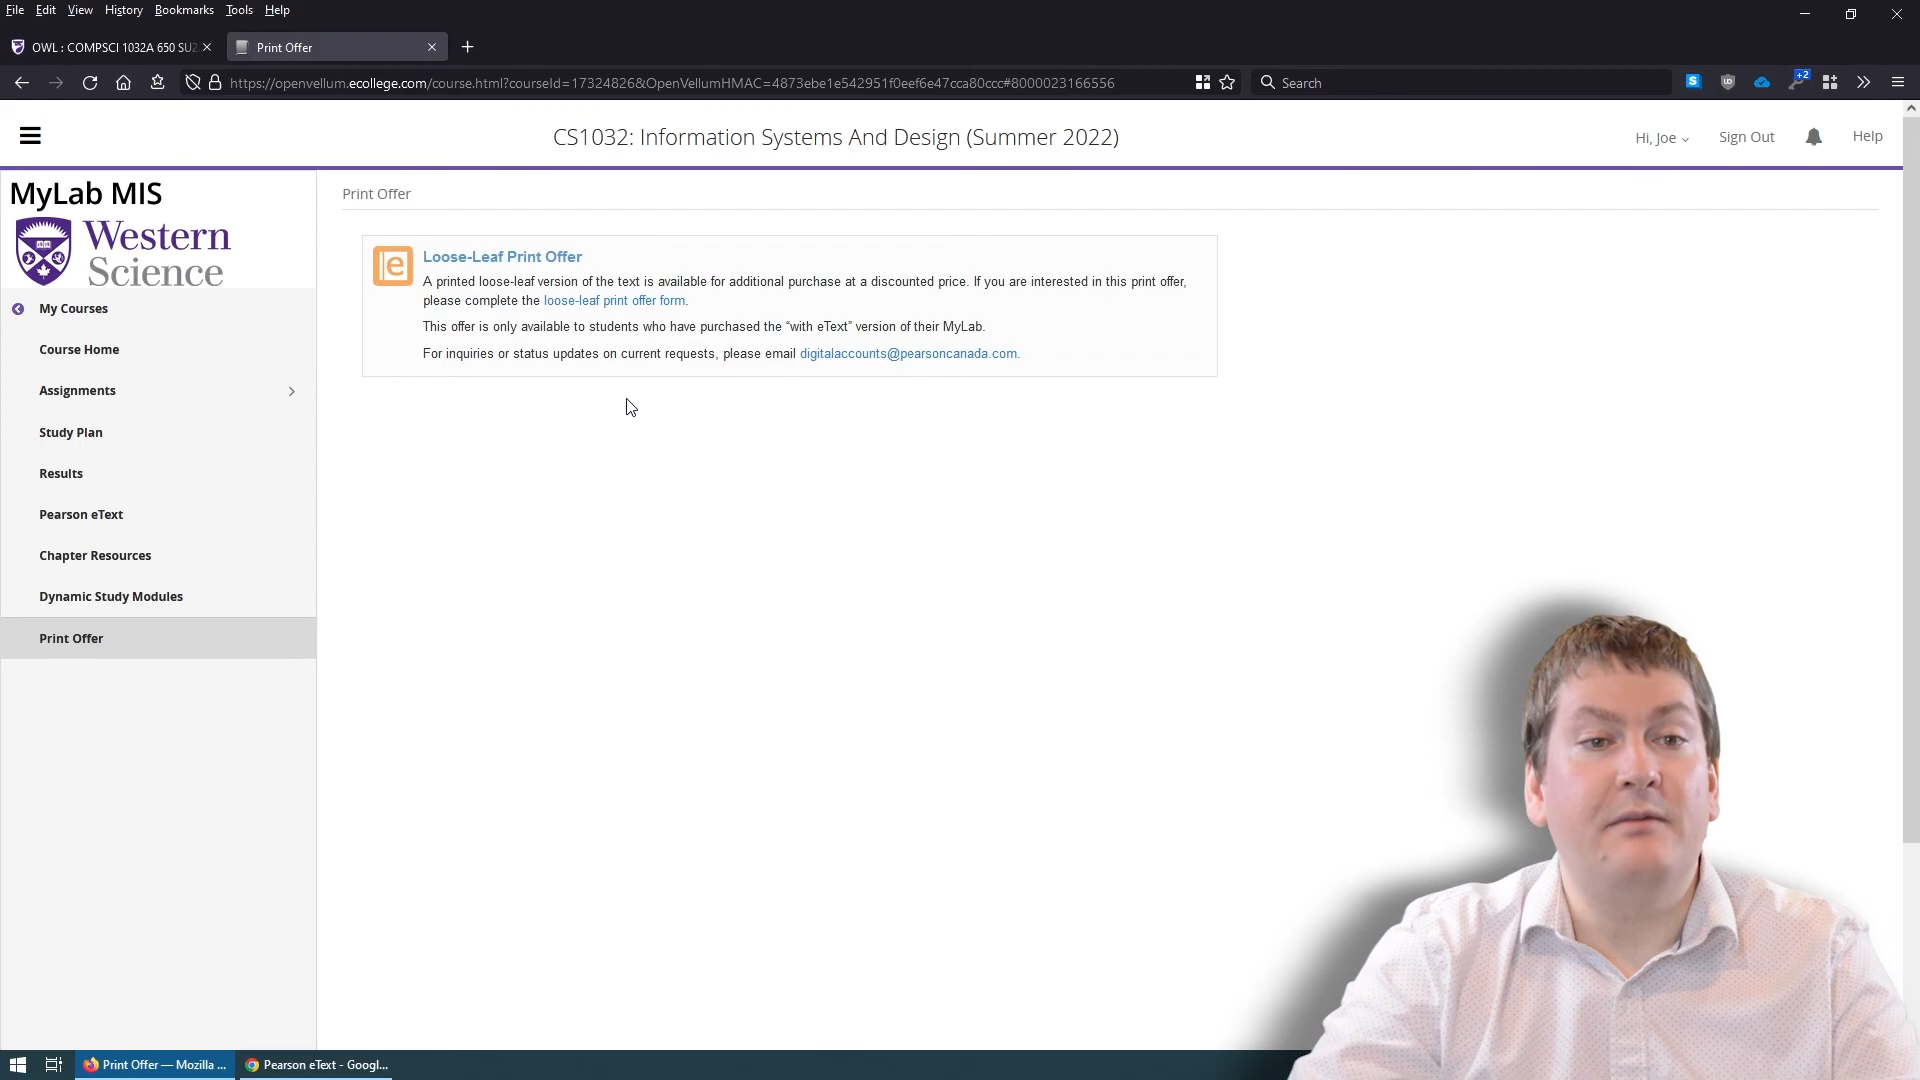 File Edit View History Bookmarks Tools Help
OWL : COMPSCI 1032A 650 SU2
Print Offer
https://openvellum.ecollege.com/course.html?courseId=17324826&OpenVellumHMAC=4873ebe1e542951f0eef6e47cca80ccc#8000023166556
Search
+2
CS1032: Information Systems And Design (Summer 2022)
Hi, Joe
Sign Out
Help
MyLab MIS
Western
Science
My Courses
Course Home
Assignments
Study Plan
Results
Pearson eText
Chapter Resources
Dynamic Study Modules
Print Offer
Print Offer
Loose-Leaf Print Offer
A printed loose-leaf version of the text is available for additional purchase at a discounted price. If you are interested in this print offer,
please complete the loose-leaf print offer form.
This offer is only available to students who have purchased the “with eText” version of their MyLab.
For inquiries or status updates on current requests, please email digitalaccounts@pearsoncanada.com.
Print Offer — Mozilla ...
Pearson eText - Googl...